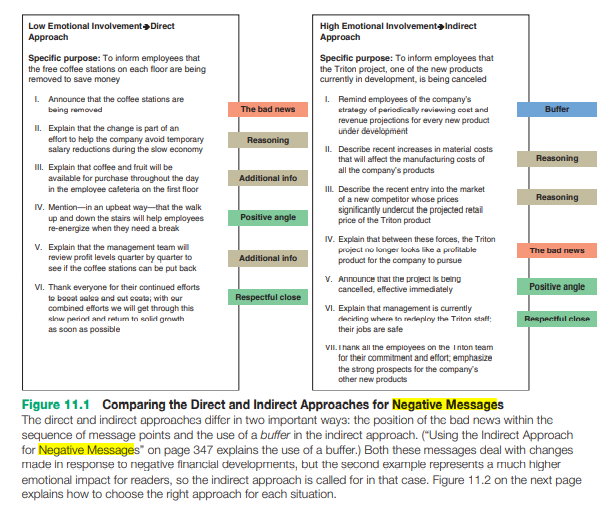 Low Emotional Involvement➔Direct
Approach
Specific purpose: To inform employees that
the free coffee stations on each floor are being
removed to save money
I. Announce that the coffee stations are
being removed
The bad news
II. Explain that the change is part of an
effort to help the company avoid temporary
salary reductions during the slow economy
Reasoning
III. Explain that coffee and fruit will be
available for purchase throughout the day
in the employee cafeteria on the first floor
Additional info
IV. Mention—in an upbeat way—that the walk
up and down the stairs will help employees
re-energize when they need a break
Positive angle
V. Explain that the management team will
review profit levels quarter by quarter to
see if the coffee stations can be put back
Additional info
VI. Thank everyone for their continued efforts
to boost sales and cut costs; with our
combined efforts we will get through this
slow period and return to solid growth
as soon as possible
Respectful close
High Emotional Involvement➔Indirect
Approach
Specific purpose: To inform employees that
the Triton project, one of the new products
currently in development, is being canceled
I. Remind employees of the company's
strategy of periodically reviewing cost and
revenue projections for every new product
under development
Buffer
II. Describe recent increases in material costs
that will affect the manufacturing costs of
all the company's products
Reasoning
III. Describe the recent entry into the market
of a new competitor whose prices
significantly undercut the projected retail
price of the Triton product
Reasoning
IV. Explain that between these forces, the Triton
project no longer looks like a profitable
product for the company to pursue
The bad news
V. Announce that the project is being
cancelled, effective immediately
Positive angle
VI. Explain that management is currently
deciding where to redeploy the Triton staff;
their jobs are safe
Respectful close
VII. Thank all the employees on the Triton team
for their commitment and effort; emphasize
the strong prospects for the company's
other new products
Figure 11.1 Comparing the Direct and Indirect Approaches for Negative Messages
The direct and indirect approaches differ in two important ways: the position of the bad news within the
sequence of message points and the use of a buffer in the indirect approach. ("Using the Indirect Approach
for Negative Messages" on page 347 explains the use of a buffer.) Both these messages deal with changes
made in response to negative financial developments, but the second example represents a much higher
emotional impact for readers, so the indirect approach is called for in that case. Figure 11.2 on the next page
explains how to choose the right approach for each situation.